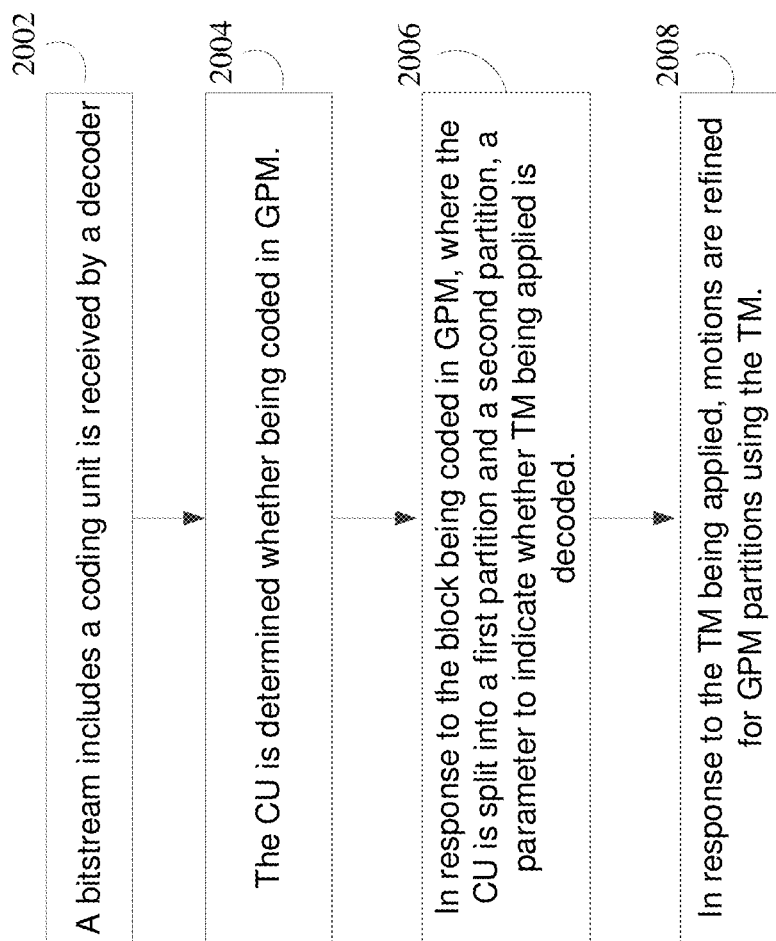 2002
A bitstream includes a coding unit is received by a decoder
2004
The CU is determined whether being coded in GPM.
2006
In response to the block being coded in GPM, where the
CU is split into a first partition and a second partition, a
parameter to indicate whether TM being applied is
decoded.
2008
In response to the TM being applied, motions are refined
for GPM partitions using the TM.